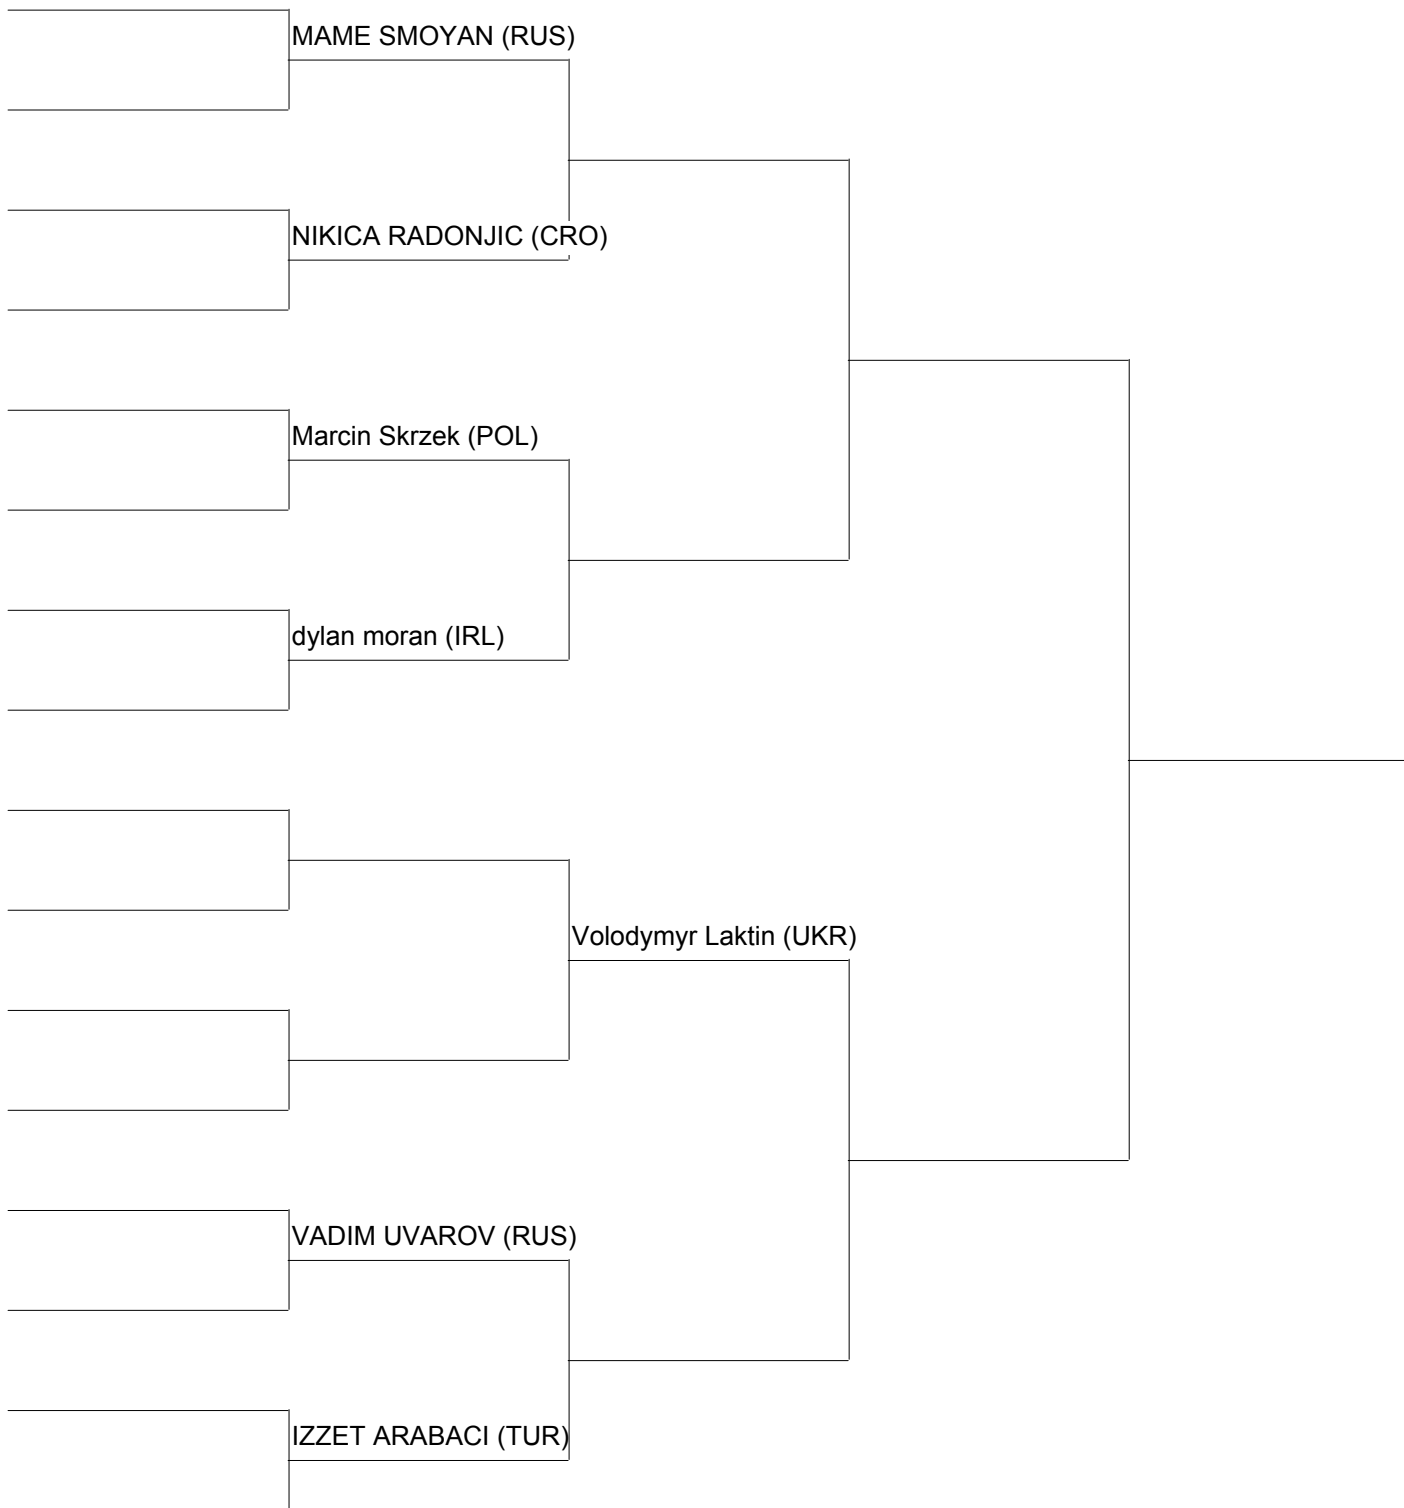 MAME SMOYAN (RUS)
NIKICA RADONJIC (CRO)
Marcin Skrzek (POL)
dylan moran (IRL)
Volodymyr Laktin (UKR)
VADIM UVAROV (RUS)
IZZET ARABACI (TUR)